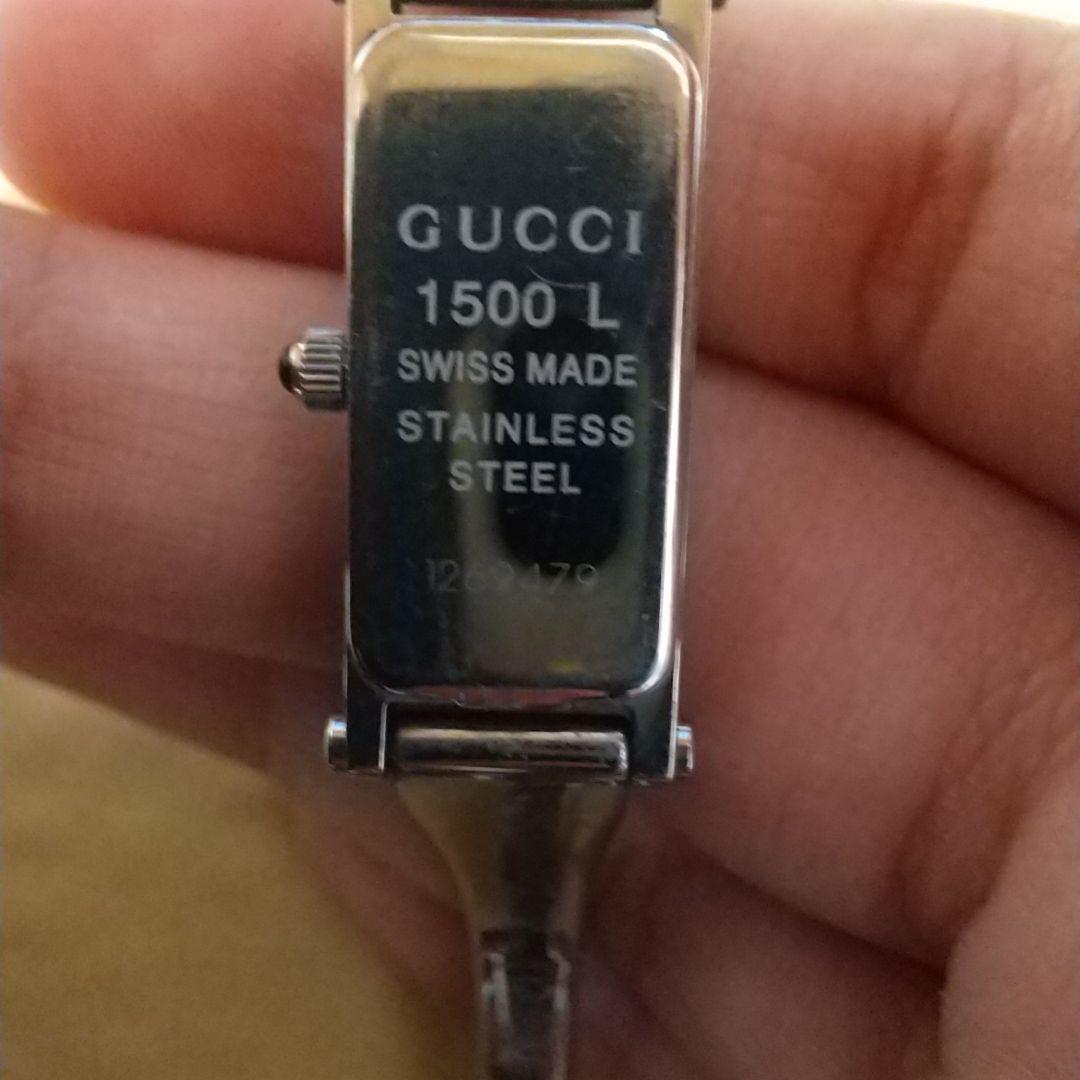 GUCCI
1500 L
SWISS MADE
STAINLESS
STEEL